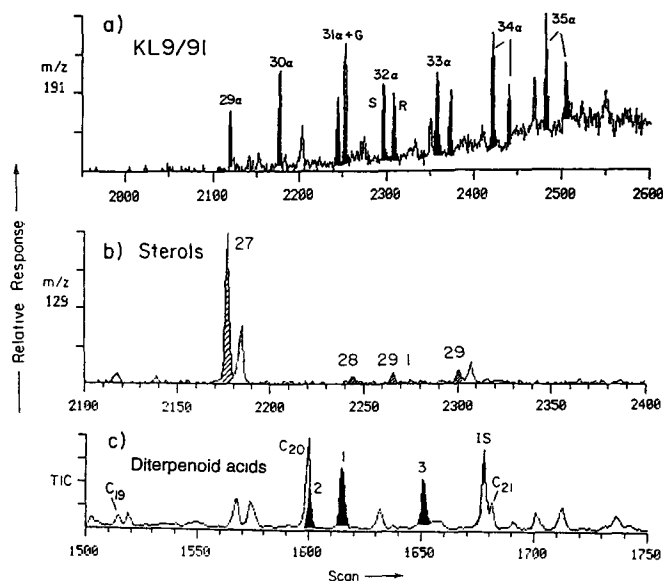 a)
KL9/91
m/z
191
29α
30α
31α+G
32α
S R
33α
34α
35α
2000 2100 2200 2300 2400 2500 2600
b) Sterols
m/z
129
27
28
29
1
29
2100 2150 2200 2250 2300 2350 2400
c) Diterpenoid acids
TIC
C19
C20
2
1
3
IS
C21
1500 1550 1600 1650 1700 1750
Scan
Relative Response